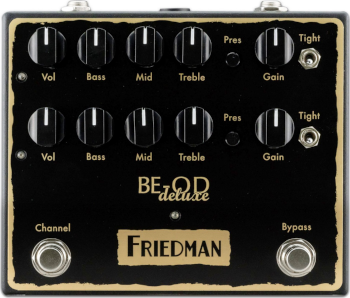 Pres Tight
Vol Bass Mid Treble Gain
Pres Tight
Vol Bass Mid Treble Gain
BE-OD
deluxe
Channel Bypass
FRIEDMAN